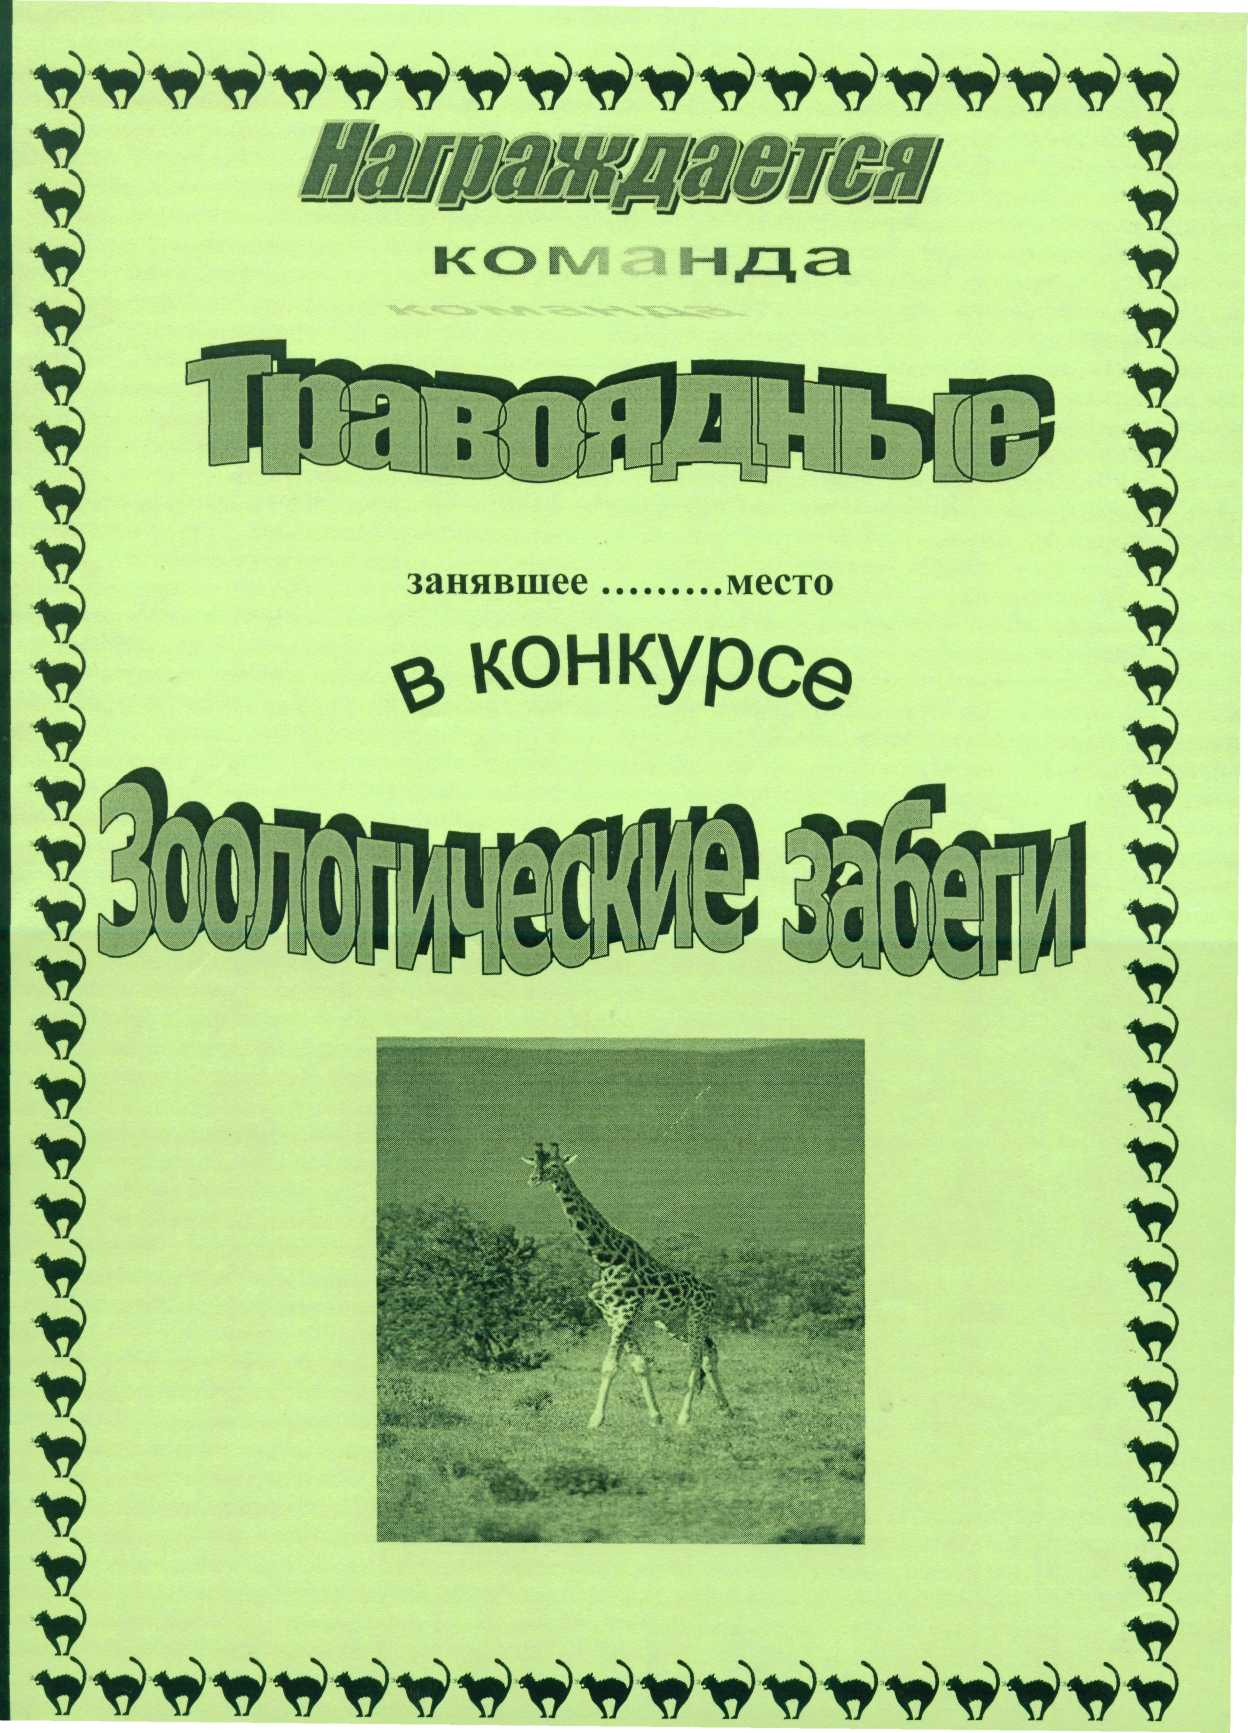 Награждается
команда
Травоядные
занявшее .........место
в конкурсе
Зоологические забеги